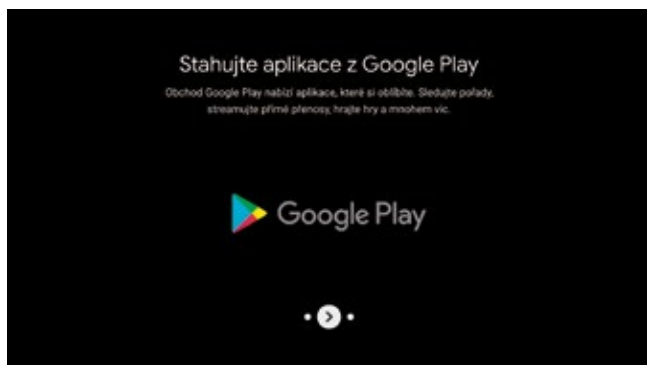 Stahujte aplikace z Google Play
Obchod Google Play nabízí aplikace, které si oblíbíte. Sledujte pořady,
streamujte přímé přenosy, hrajte hry a mnohem víc.
Google Play